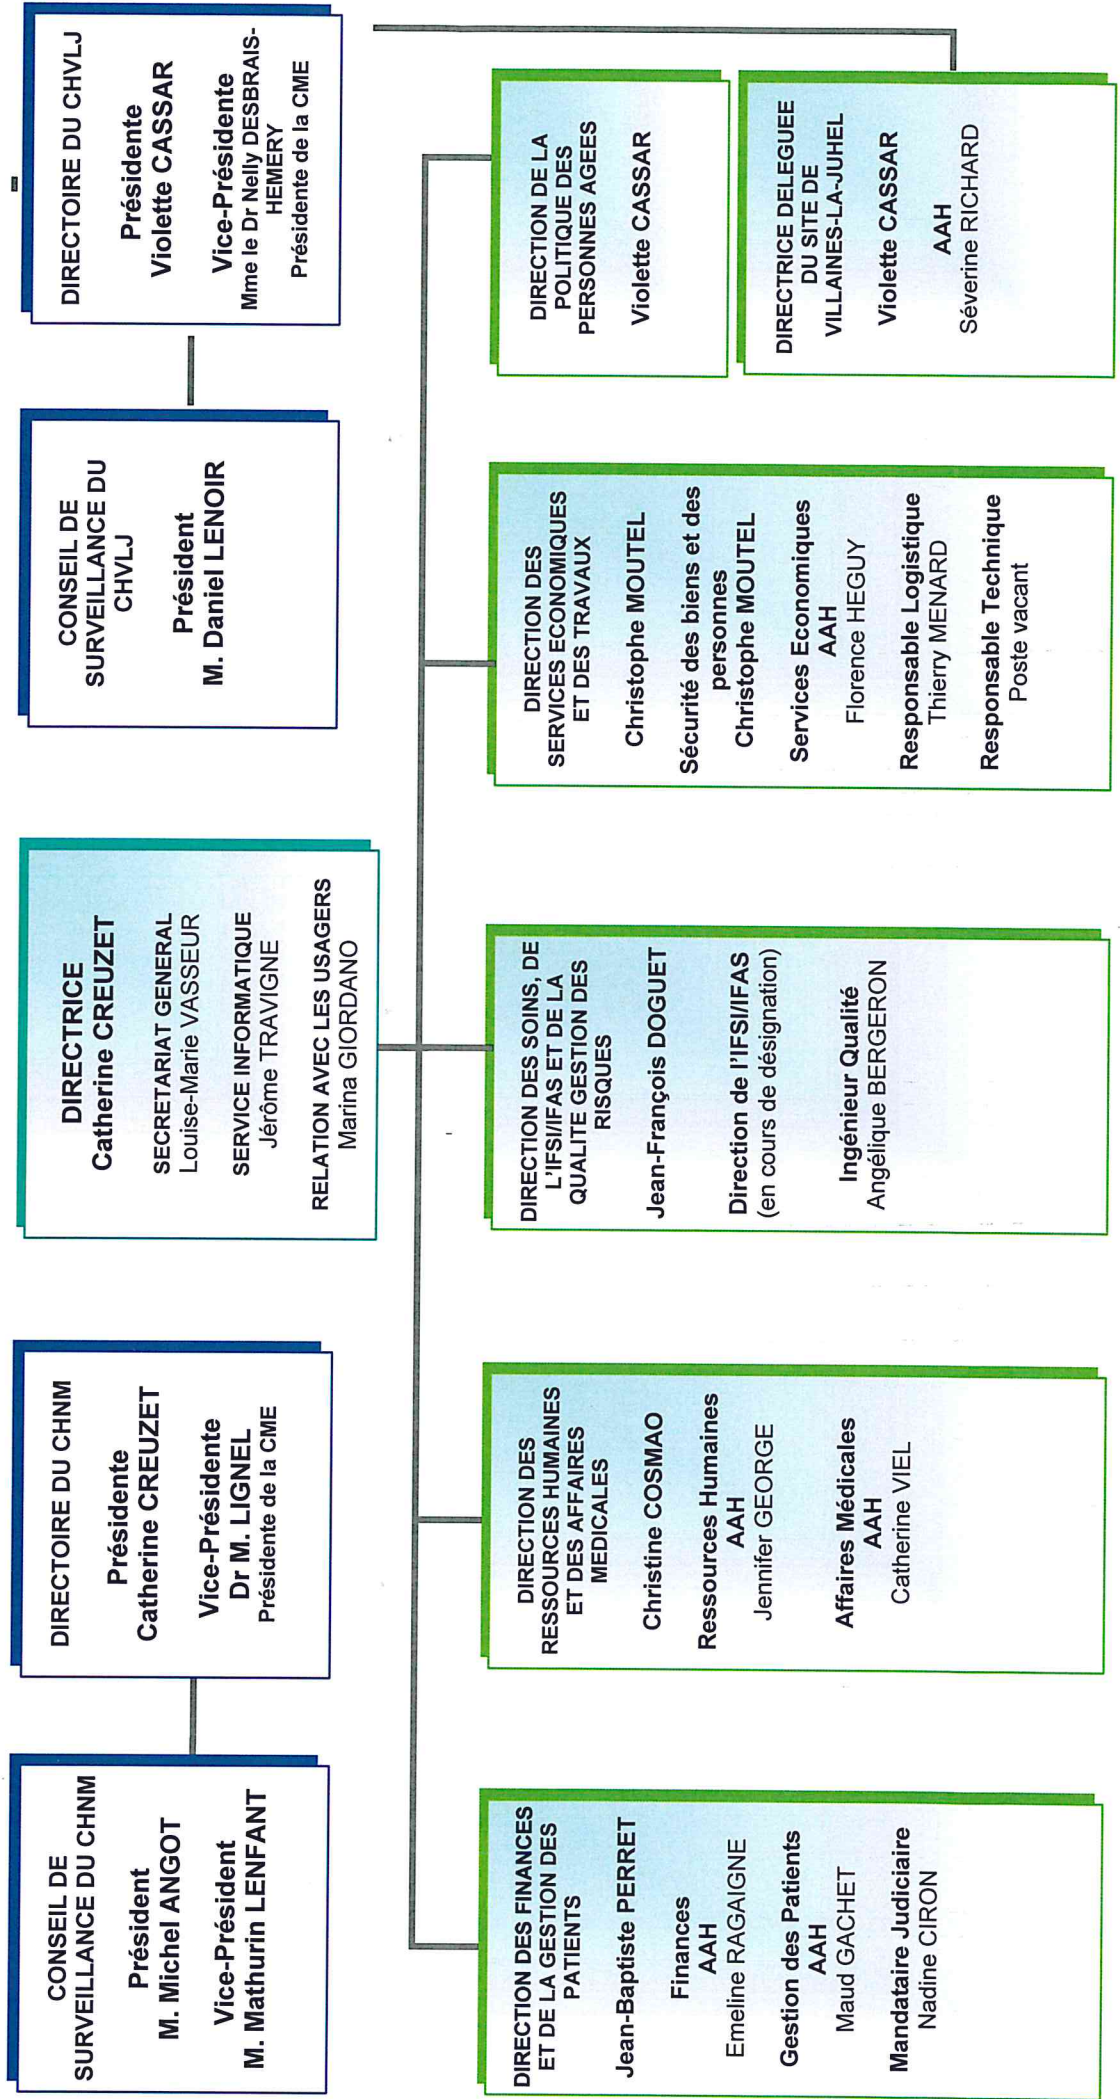 CONSEIL DE
SURVEILLANCE DU CHNM
Président
M. Michel ANGOT
Vice-Président
M. Mathurin LENFANT
DIRECTOIRE DU CHNM
Présidente
Catherine CREUZET
Vice-Présidente
Dr M. LIGNEL
Présidente de la CME
DIRECTRICE
Catherine CREUZET
SECRETARIAT GENERAL
Louise-Marie VASSEUR
SERVICE INFORMATIQUE
Jérôme TRAVIGNE
RELATION AVEC LES USAGERS
Marina GIORDANO
CONSEIL DE
SURVEILLANCE DU
CHVLJ
Président
M. Daniel LENOIR
DIRECTOIRE DU CHVLJ
Présidente
Violette CASSAR
Vice-Présidente
Mme le Dr Nelly DESBRAIS-
HEMERY
Présidente de la CME
DIRECTION DES FINANCES
ET DE LA GESTION DES
PATIENTS
Jean-Baptiste PERRET
Finances
AAH
Emeline RAGAIGNE
Gestion des Patients
AAH
Maud GACHET
Mandataire Judiciaire
Nadine CIRON
DIRECTION DES
RESSOURCES HUMAINES
ET DES AFFAIRES
MEDICALES
Christine COSMAO
Ressources Humaines
AAH
Jennifer GEORGE
Affaires Médicales
AAH
Catherine VIEL
DIRECTION DES SOINS, DE
L'IFSI/IFAS ET DE LA
QUALITE GESTION DES
RISQUES
Jean-François DOGUET
Direction de l'IFSI/IFAS
(en cours de désignation)
Ingénieur Qualité
Angélique BERGERON
DIRECTION DES
SERVICES ECONOMIQUES
ET DES TRAVAUX
Christophe MOUTEL
Sécurité des biens et des
personnes
Christophe MOUTEL
Services Economiques
AAH
Florence HEGUY
Responsable Logistique
Thierry MENARD
Responsable Technique
Poste vacant
DIRECTION DE LA
POLITIQUE DES
PERSONNES AGEES
Violette CASSAR
DIRECTRICE DELEGUEE
DU SITE DE
VILLAINES-LA-JUHEL
Violette CASSAR
AAH
Séverine RICHARD